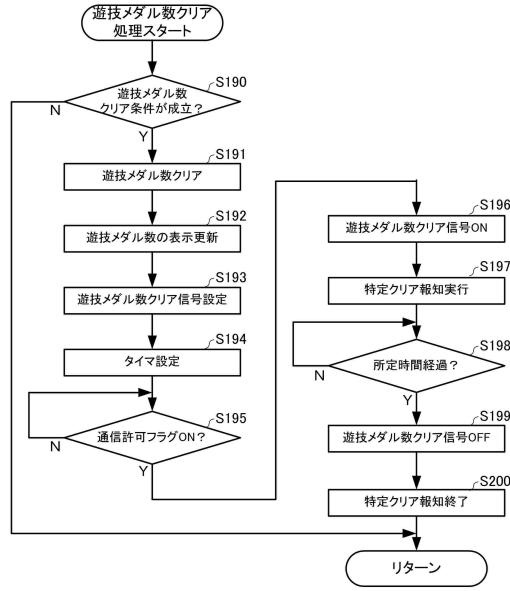 遊技メダル数クリア
処理スタート
S190
遊技メダル数
クリア条件が成立？
N
Y
S191
遊技メダル数クリア
S192
遊技メダル数の表示更新
S193
遊技メダル数クリア信号設定
S194
タイマ設定
S195
通信許可フラグON？
N
Y
S196
遊技メダル数クリア信号ON
S197
特定クリア報知実行
S198
所定時間経過？
N
Y
S199
遊技メダル数クリア信号OFF
S200
特定クリア報知終了
リターン